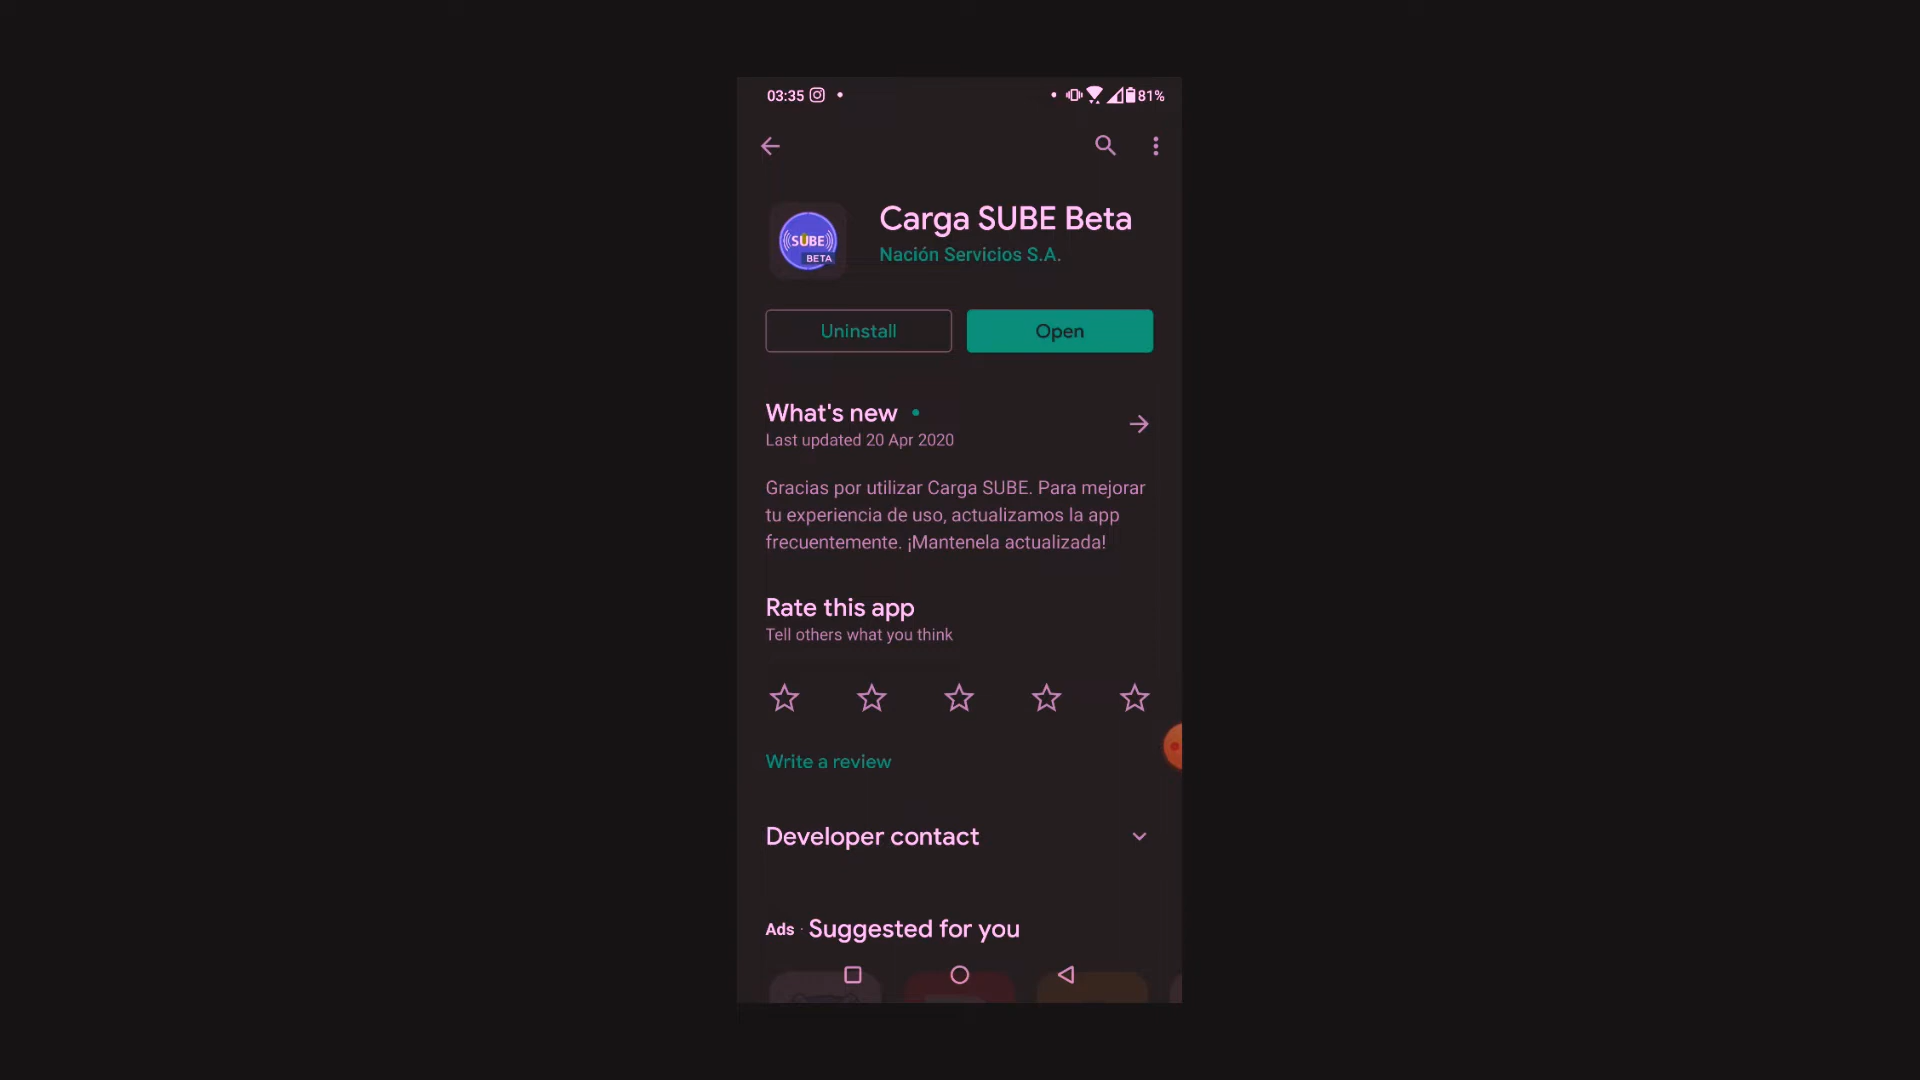 03:35
81%
Carga SUBE Beta
SUBE
BETA
Nación Servicios S.A.
Uninstall
Open
What's new
Last updated 20 Apr 2020
Gracias por utilizar Carga SUBE. Para mejorar
tu experiencia de uso, actualizamos la app
frecuentemente. ¡Mantenela actualizada!
Rate this app
Tell others what you think
Write a review
Developer contact
Ads · Suggested for you